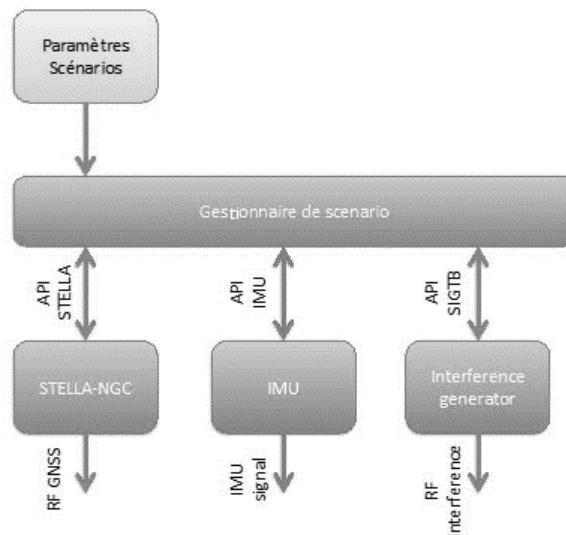 Paramètres
Scénarios
Gestionnaire de scenario
API
STELLA
API
IMU
API
SIGTB
STELLA-NGC
IMU
Interference
generator
RF GNSS
IMU
signal
RF
Interference